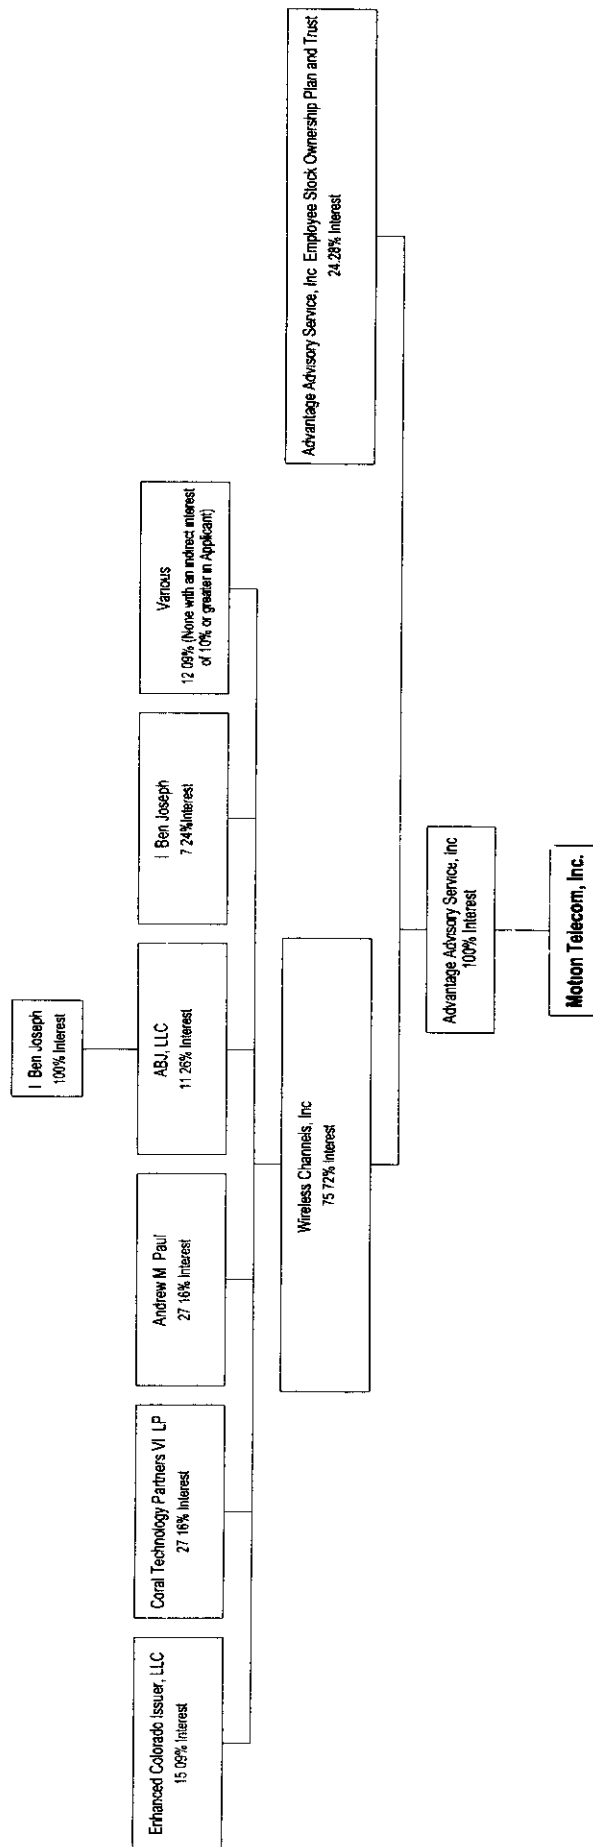 I Ben Joseph
100% Interest
Enhanced Colorado Issuer, LLC
15 09% Interest
Coral Technology Partners VI LP
27 16% Interest
Andrew M Paul
27 16% Interest
ABJ, LLC
11 26% Interest
I Ben Joseph
7 24%Interest
Various
12 09% (None with an indirect interest
of 10% or greater in Applicant)
Wireless Channels, Inc
75 72% Interest
Advantage Advisory Service, Inc Employee Stock Ownership Plan and Trust
24.28% Interest
Advantage Advisory Service, Inc
100% Interest
Motion Telecom, Inc.